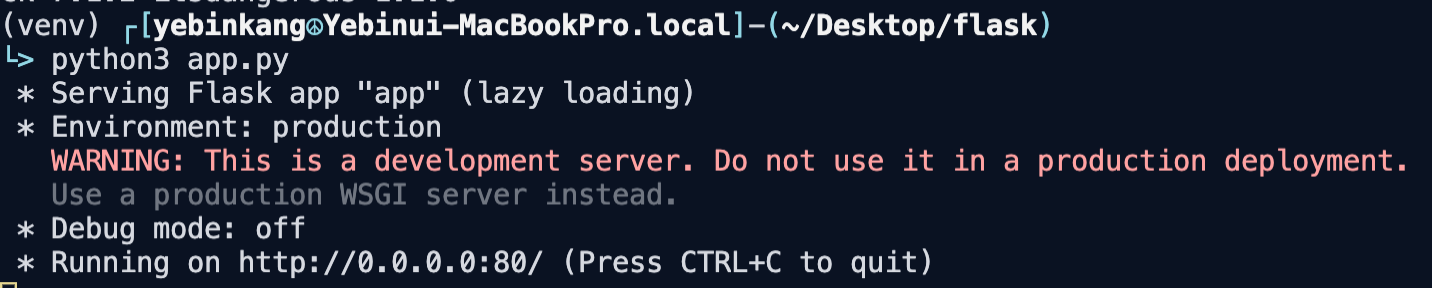 (venv) ┌[yebinkang☮Yebinui-MacBookPro.local]-(~/Desktop/flask)
└> python3 app.py
* Serving Flask app "app" (lazy loading)
* Environment: production
WARNING: This is a development server. Do not use it in a production deployment.
Use a production WSGI server instead.
* Debug mode: off
* Running on http://0.0.0.0:80/ (Press CTRL+C to quit)